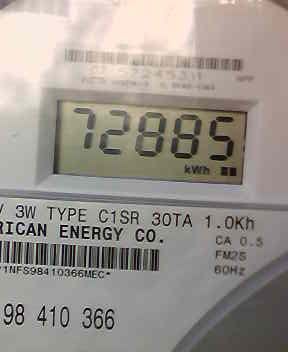 72885
kWh
V 3W TYPE C1SR 30TA 1.0Kh
RICAN ENERGY CO.
CA 0.5
FM2S
60Hz
1NFS98410366MEC*
98 410 366